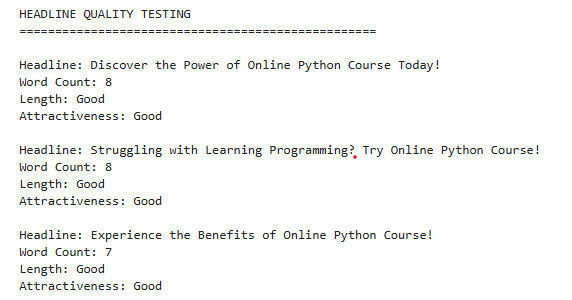 HEADLINE QUALITY TESTING
==================================================
Headline: Discover the Power of Online Python Course Today!
Word Count: 8
Length: Good
Attractiveness: Good
Headline: Struggling with Learning Programming? Try Online Python Course!
Word Count: 8
Length: Good
Attractiveness: Good
Headline: Experience the Benefits of Online Python Course!
Word Count: 7
Length: Good
Attractiveness: Good